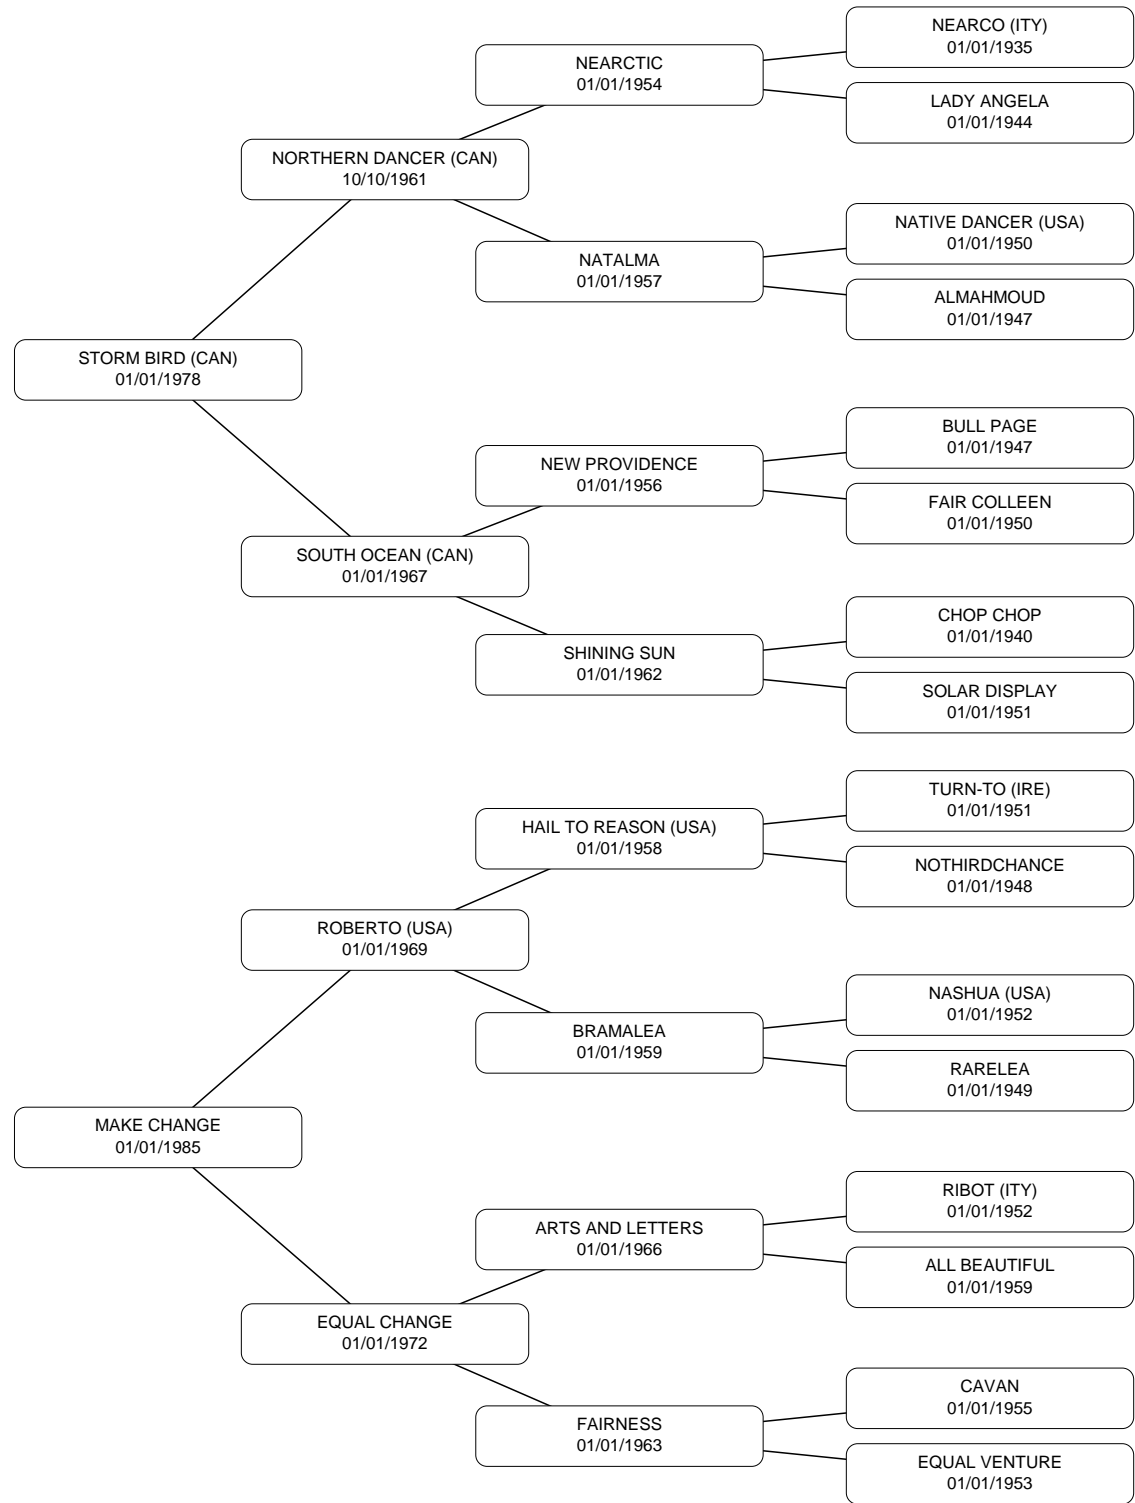 NEARCO (ITY)
01/01/1935
NEARCTIC
01/01/1954
LADY ANGELA
01/01/1944
NORTHERN DANCER (CAN)
10/10/1961
NATIVE DANCER (USA)
01/01/1950
NATALMA
01/01/1957
ALMAHMOUD
01/01/1947
STORM BIRD (CAN)
01/01/1978
BULL PAGE
01/01/1947
NEW PROVIDENCE
01/01/1956
FAIR COLLEEN
01/01/1950
SOUTH OCEAN (CAN)
01/01/1967
CHOP CHOP
01/01/1940
SHINING SUN
01/01/1962
SOLAR DISPLAY
01/01/1951
TURN-TO (IRE)
01/01/1951
HAIL TO REASON (USA)
01/01/1958
NOTHIRDCHANCE
01/01/1948
ROBERTO (USA)
01/01/1969
NASHUA (USA)
01/01/1952
BRAMALEA
01/01/1959
RARELEA
01/01/1949
MAKE CHANGE
01/01/1985
RIBOT (ITY)
01/01/1952
ARTS AND LETTERS
01/01/1966
ALL BEAUTIFUL
01/01/1959
EQUAL CHANGE
01/01/1972
CAVAN
01/01/1955
FAIRNESS
01/01/1963
EQUAL VENTURE
01/01/1953